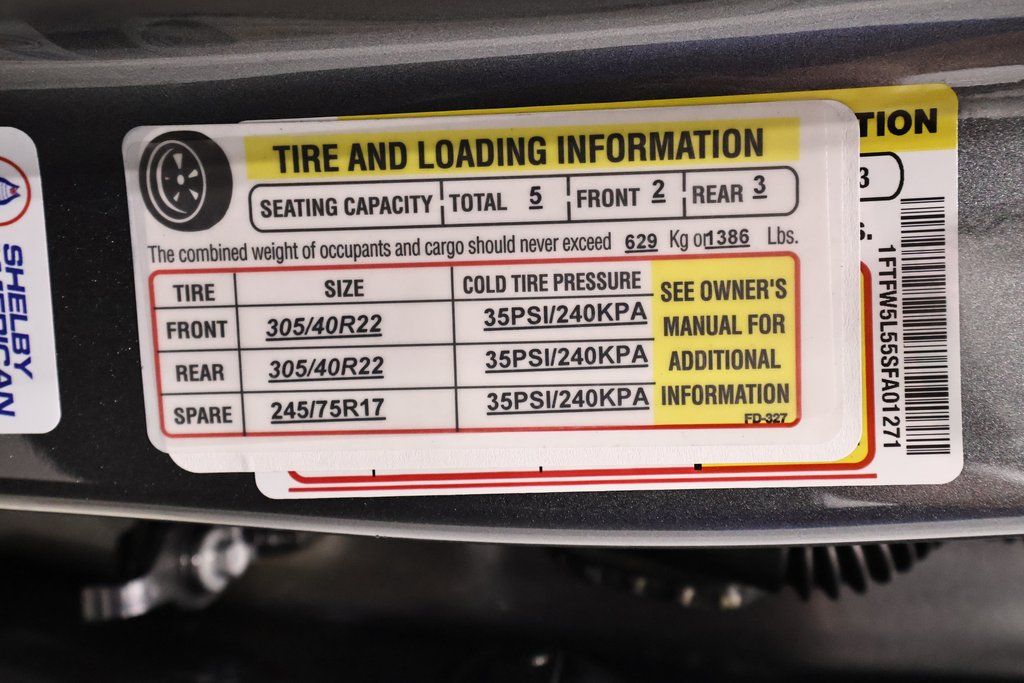 TIRE AND LOADING INFORMATION
SEATING CAPACITY TOTAL 5 FRONT 2 REAR 3
The combined weight of occupants and cargo should never exceed 629 Kg or 1386 Lbs.
TIRE SIZE COLD TIRE PRESSURE
FRONT 305/40R22 35PSI/240KPA
REAR 305/40R22 35PSI/240KPA
SPARE 245/75R17 35PSI/240KPA
SEE OWNER'S
MANUAL FOR
ADDITIONAL
INFORMATION
FD-327
TION
3
s.
1FTFW5L55SFA01271
SHELBY